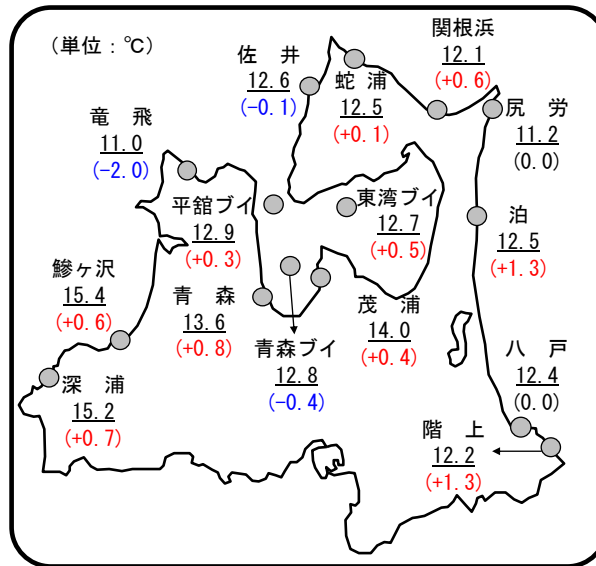 (単位：℃)
佐　井
12.6
(-0.1)
蛇　浦
12.5
(+0.1)
関根浜
12.1
(+0.6)
尻　労
11.2
(0.0)
竜　飛
11.0
(-2.0)
平舘ブイ
12.9
(+0.3)
東湾ブイ
12.7
(+0.5)
泊
12.5
(+1.3)
鰺ヶ沢
15.4
(+0.6)
青　森
13.6
(+0.8)
青森ブイ
12.8
(-0.4)
茂　浦
14.0
(+0.4)
八　戸
12.4
(0.0)
深　浦
15.2
(+0.7)
階　上
12.2
(+1.3)